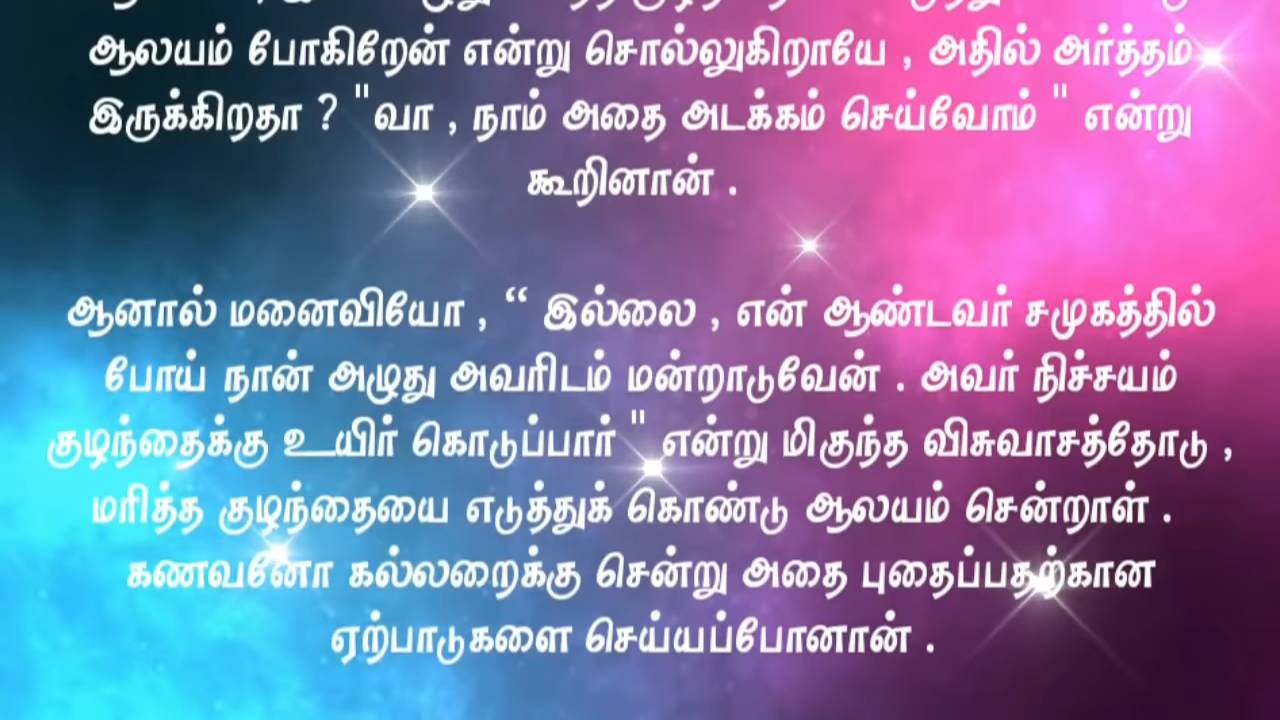 ஆலயம் போகிறேன் என்று சொல்லுகிறாயே , அதில் அர்த்தம்
இருக்கிறதா ? "வா , நாம் அதை அடக்கம் செய்வோம் " என்று
கூறினான் .
ஆனால் மனைவியோ , “ இல்லை , என் ஆண்டவர் சமுகத்தில்
போய் நான் அழுது அவரிடம் மன்றாடுவேன் . அவர் நிச்சயம்
குழந்தைக்கு உயிர் கொடுப்பார் " என்று மிகுந்த விசுவாசத்தோடு ,
மரித்த குழந்தையை எடுத்துக் கொண்டு ஆலயம் சென்றாள் .
கணவனோ கல்லறைக்கு சென்று அதை புதைப்பதற்கான
ஏற்பாடுகளை செய்யப்போனான் .